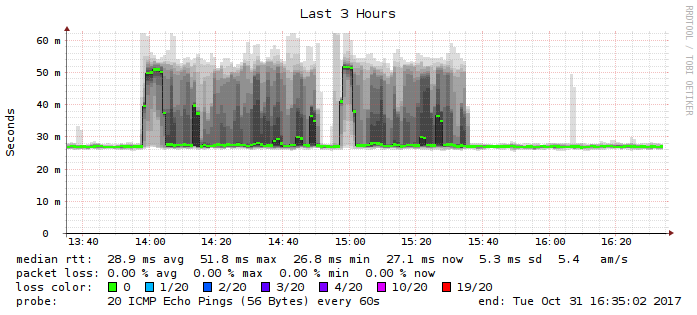 Last 3 Hours
RRDTOOL / TOBI OETIKER
Seconds
60 m
50 m
40 m
30 m
20 m
10 m
0
13:40 14:00 14:20 14:40 15:00 15:20 15:40 16:00 16:20
median rtt: 28.9 ms avg 51.8 ms max 26.8 ms min 27.1 ms now 5.3 ms sd 5.4 am/s
packet loss: 0.00 % avg 0.00 % max 0.00 % min 0.00 % now
loss color: 0 1/20 2/20 3/20 4/20 10/20 19/20
probe: 20 ICMP Echo Pings (56 Bytes) every 60s end: Tue Oct 31 16:35:02 2017